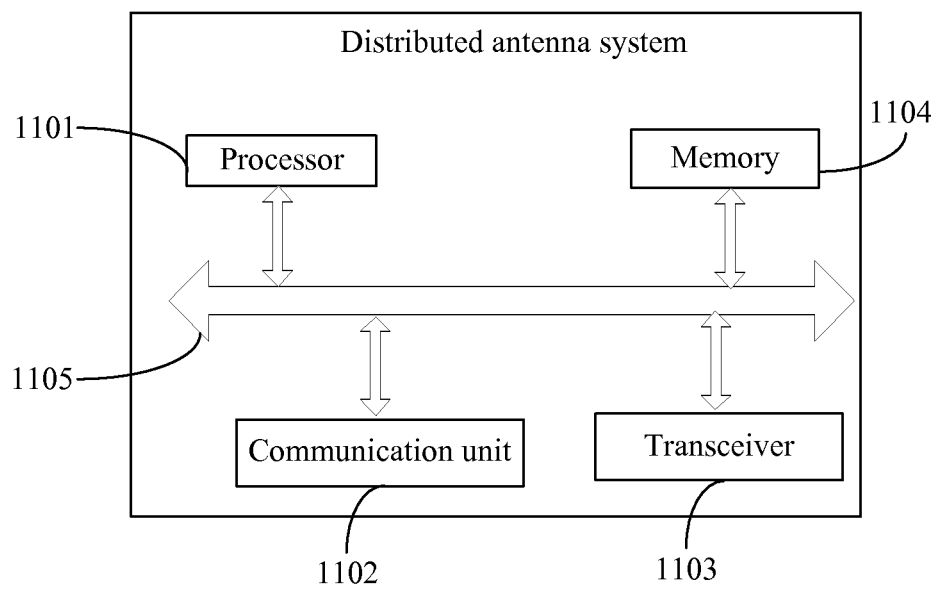 Distributed antenna system
1101
1104
Processor
Memory
1105
Communication unit
Transceiver
1102
1103